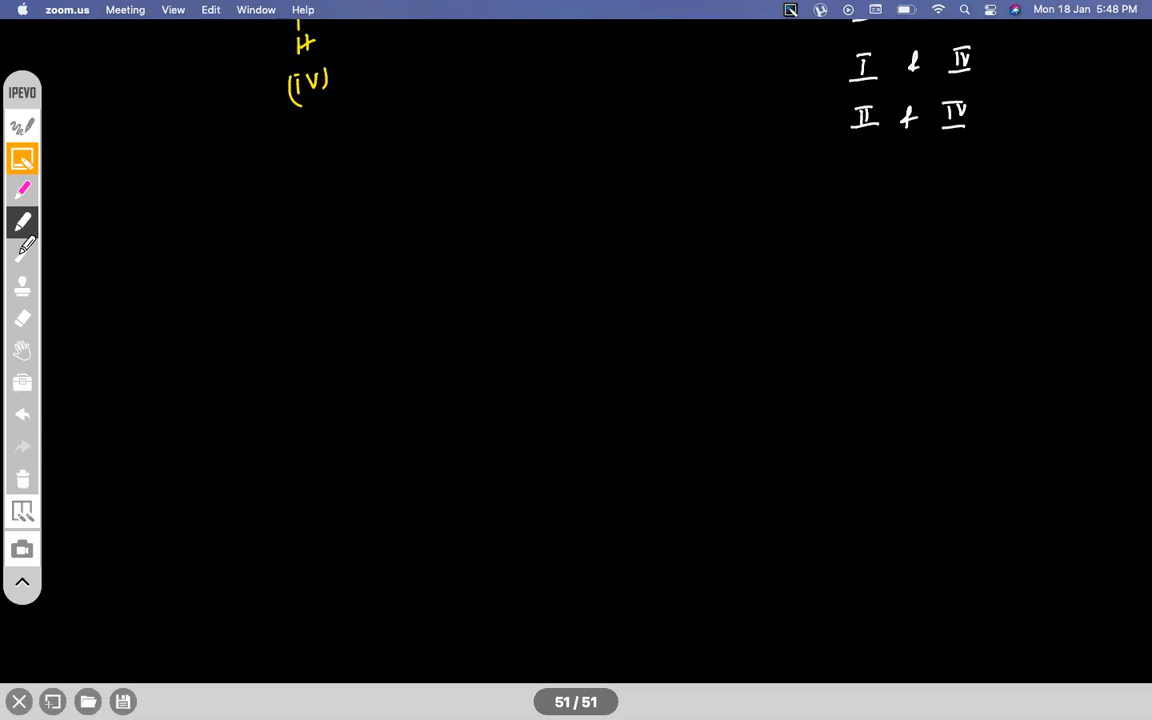 zoom.us Meeting View Edit Window Help Mon 18 Jan 5:48 PM
IPEVO
H
(iv)
I & IV
II & IV
51 / 51